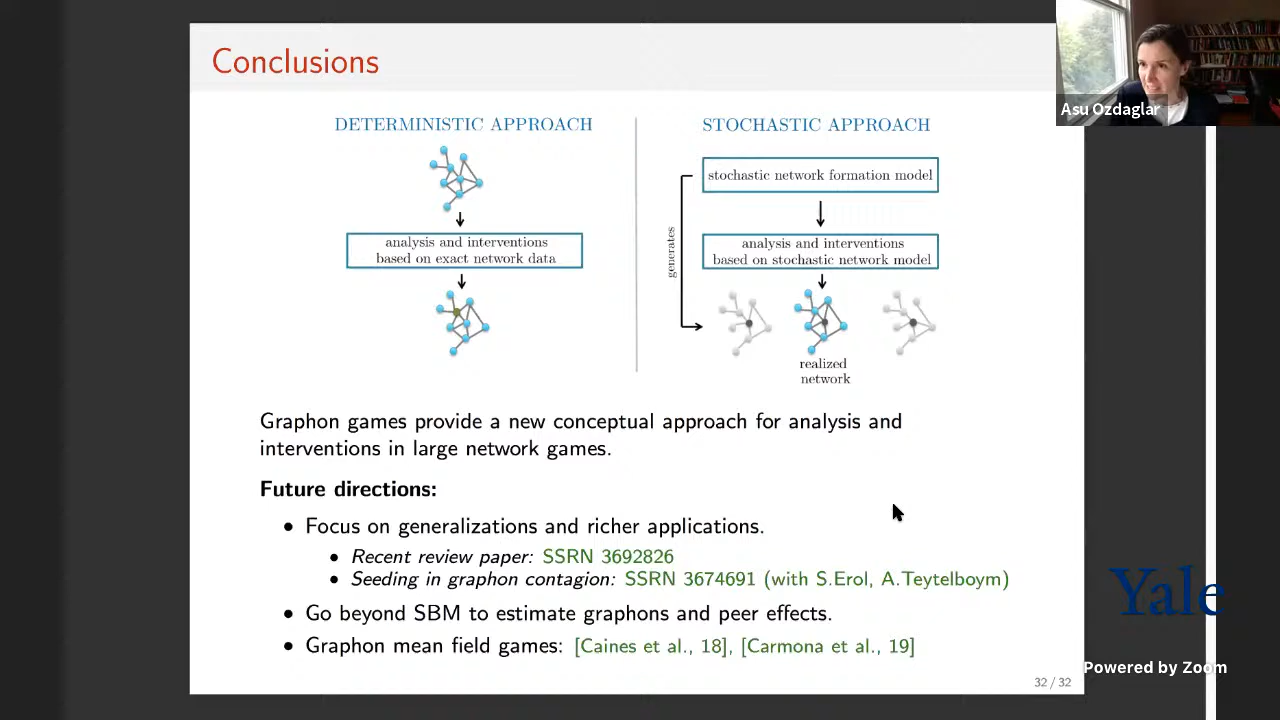 Conclusions
Asu Ozdaglar
DETERMINISTIC APPROACH
analysis and interventions
based on exact network data
STOCHASTIC APPROACH
stochastic network formation model
generates
analysis and interventions
based on stochastic network model
realized
network
Graphon games provide a new conceptual approach for analysis and
interventions in large network games.
Future directions:
• Focus on generalizations and richer applications.
• Recent review paper: SSRN 3692826
• Seeding in graphon contagion: SSRN 3674691 (with S.Erol, A.Teytelboym)
• Go beyond SBM to estimate graphons and peer effects.
• Graphon mean field games: [Caines et al., 18], [Carmona et al., 19]
32 / 32
Yale
Powered by Zoom